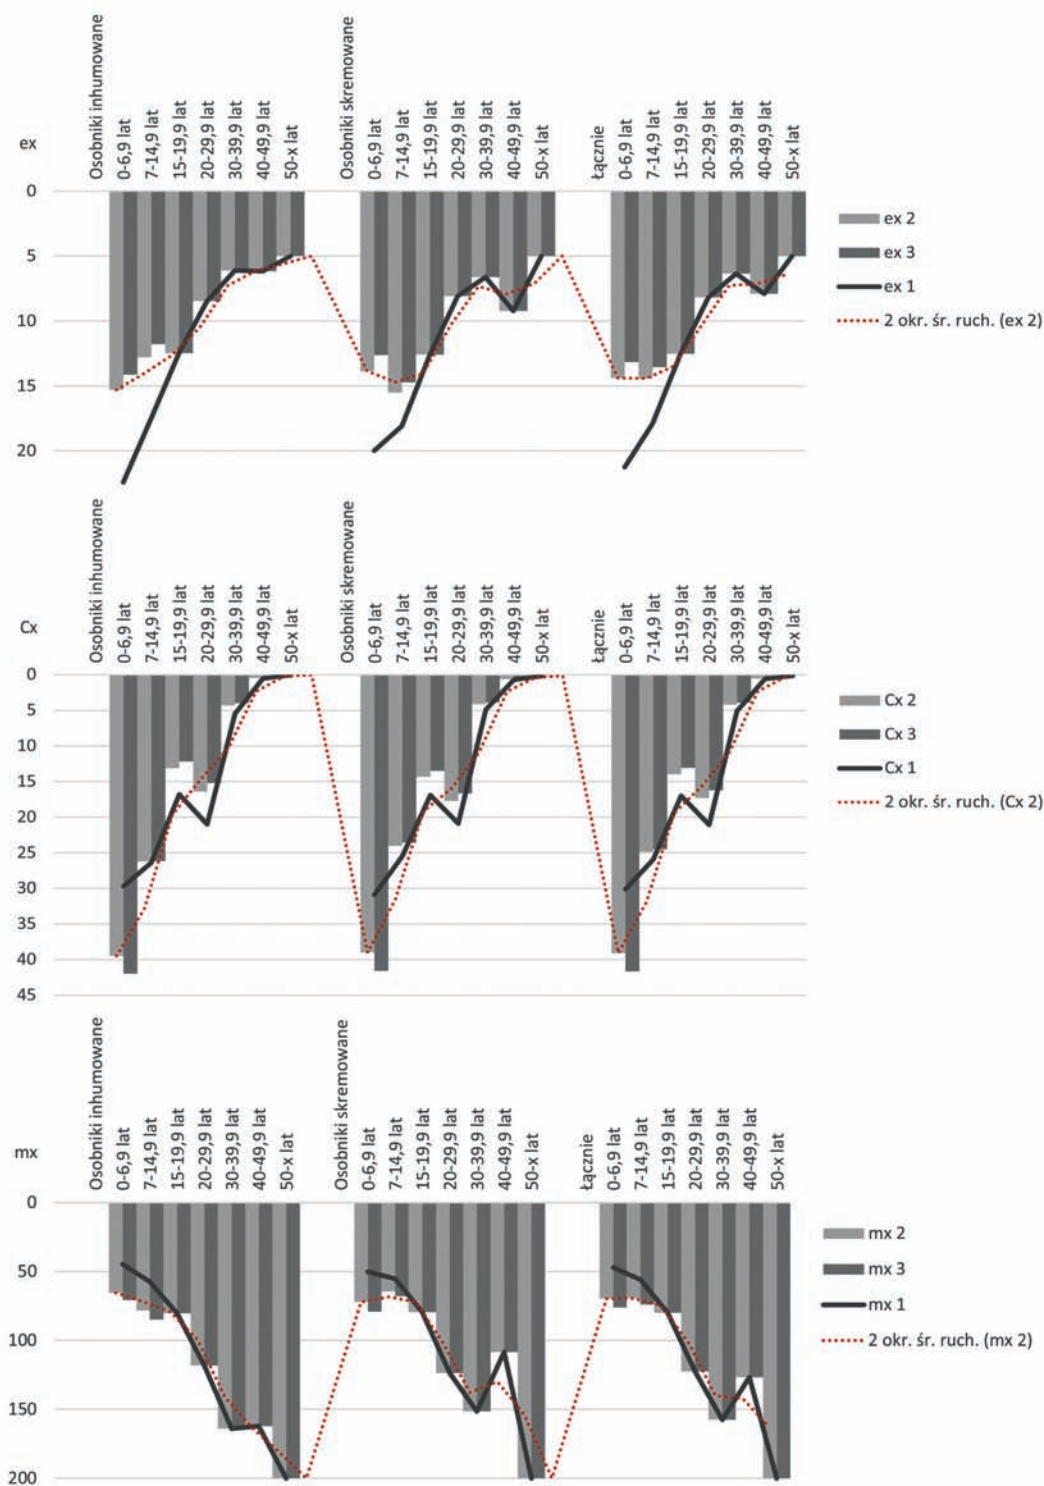 ex
Osobniki inhumowane
0-6,9 lat
7-14,9 lat
15-19,9 lat
20-29,9 lat
30-39,9 lat
40-49,9 lat
50-x lat
Osobniki skremowane
0-6,9 lat
7-14,9 lat
15-19,9 lat
20-29,9 lat
30-39,9 lat
40-49,9 lat
50-x lat
Łącznie
0-6,9 lat
7-14,9 lat
15-19,9 lat
20-29,9 lat
30-39,9 lat
40-49,9 lat
50-x lat
0
5
10
15
20
ex 2
ex 3
ex 1
2 okr. śr. ruch. (ex 2)
Cx
Osobniki inhumowane
0-6,9 lat
7-14,9 lat
15-19,9 lat
20-29,9 lat
30-39,9 lat
40-49,9 lat
50-x lat
Osobniki skremowane
0-6,9 lat
7-14,9 lat
15-19,9 lat
20-29,9 lat
30-39,9 lat
40-49,9 lat
50-x lat
Łącznie
0-6,9 lat
7-14,9 lat
15-19,9 lat
20-29,9 lat
30-39,9 lat
40-49,9 lat
50-x lat
0
5
10
15
20
25
30
35
40
45
Cx 2
Cx 3
Cx 1
2 okr. śr. ruch. (Cx 2)
mx
Osobniki inhumowane
0-6,9 lat
7-14,9 lat
15-19,9 lat
20-29,9 lat
30-39,9 lat
40-49,9 lat
50-x lat
Osobniki skremowane
0-6,9 lat
7-14,9 lat
15-19,9 lat
20-29,9 lat
30-39,9 lat
40-49,9 lat
50-x lat
Łącznie
0-6,9 lat
7-14,9 lat
15-19,9 lat
20-29,9 lat
30-39,9 lat
40-49,9 lat
50-x lat
0
50
100
150
200
mx 2
mx 3
mx 1
2 okr. śr. ruch. (mx 2)